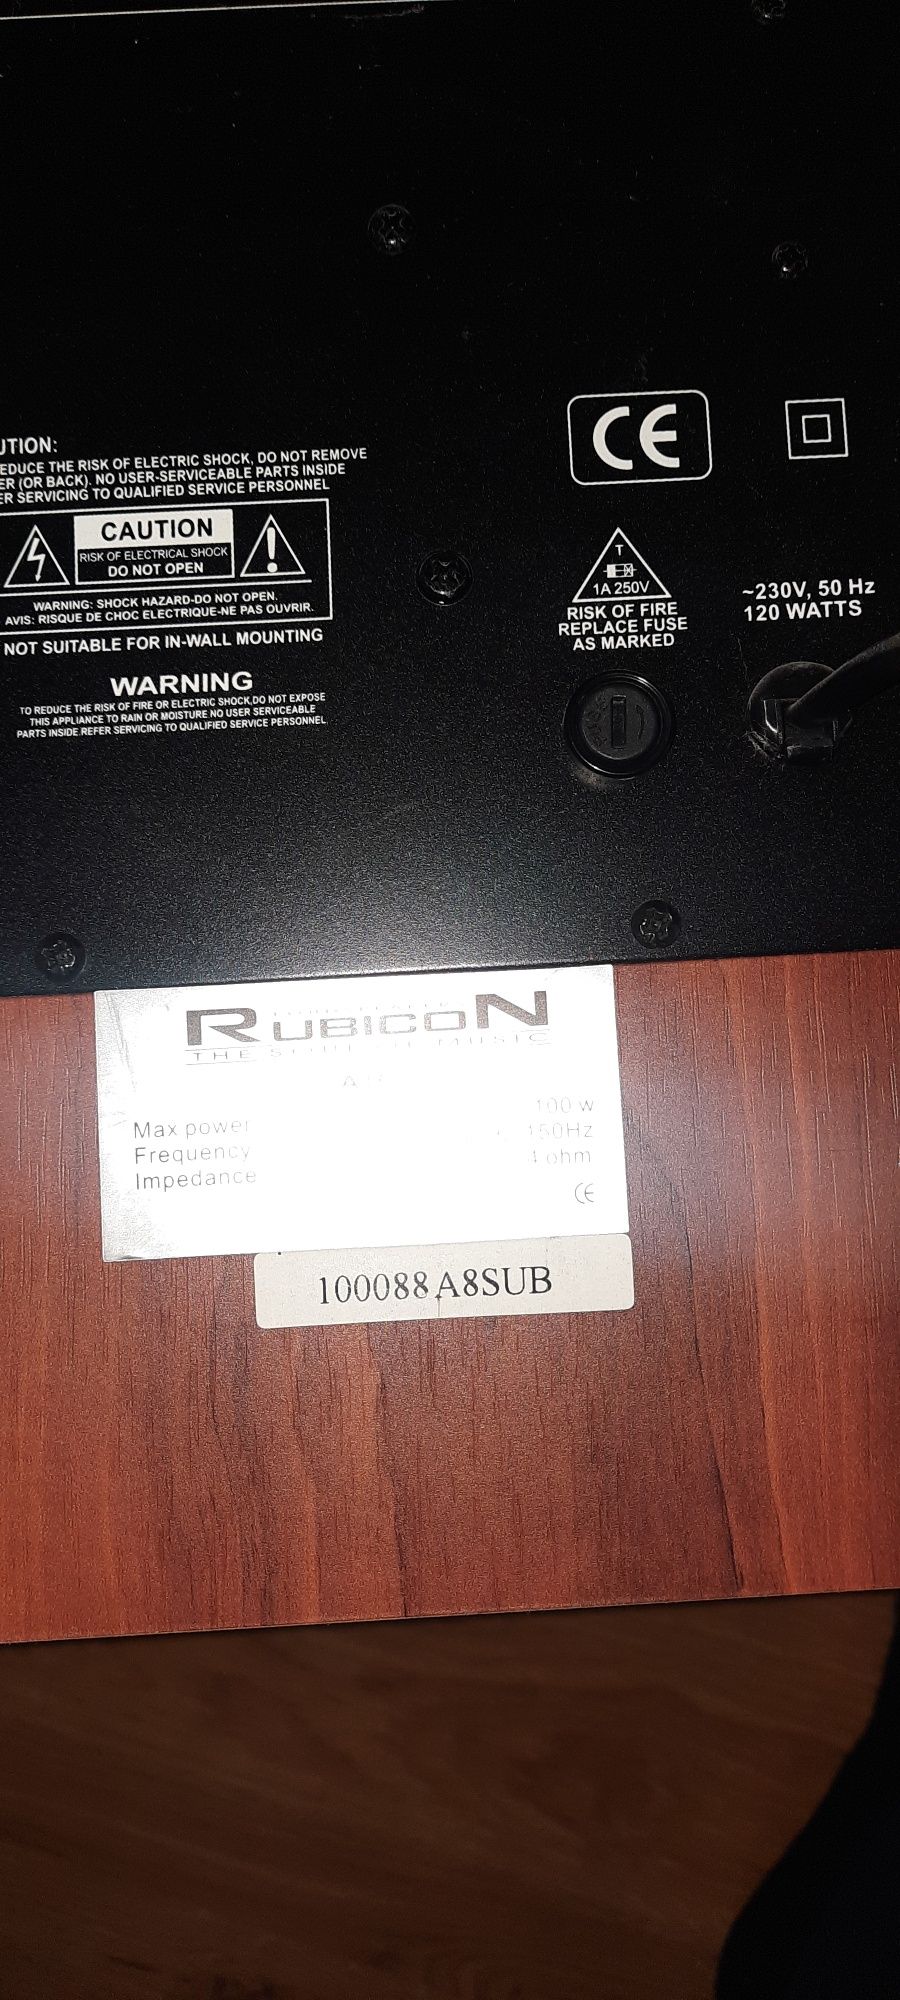 UTION:
EDUCE THE RISK OF ELECTRIC SHOCK, DO NOT REMOVE
ER (OR BACK). NO USER-SERVICEABLE PARTS INSIDE
ER SERVICING TO QUALIFIED SERVICE PERSONNEL
CAUTION
RISK OF ELECTRICAL SHOCK
DO NOT OPEN
WARNING: SHOCK HAZARD-DO NOT OPEN.
AVIS: RISQUE DE CHOC ELECTRIQUE-NE PAS OUVRIR.
NOT SUITABLE FOR IN-WALL MOUNTING
WARNING
TO REDUCE THE RISK OF FIRE OR ELECTRIC SHOCK,DO NOT EXPOSE
THIS APPLIANCE TO RAIN OR MOISTURE NO USER SERVICEABLE
PARTS INSIDE.REFER SERVICING TO QUALIFIED SERVICE PERSONNEL
CE
T
1A 250V
RISK OF FIRE
REPLACE FUSE
AS MARKED
~230V, 50 Hz
120 WATTS
RUBICON
THE MUSIC
Max power 100 w
Frequency 150Hz
Impedance 4 ohm
CE
100088A8SUB